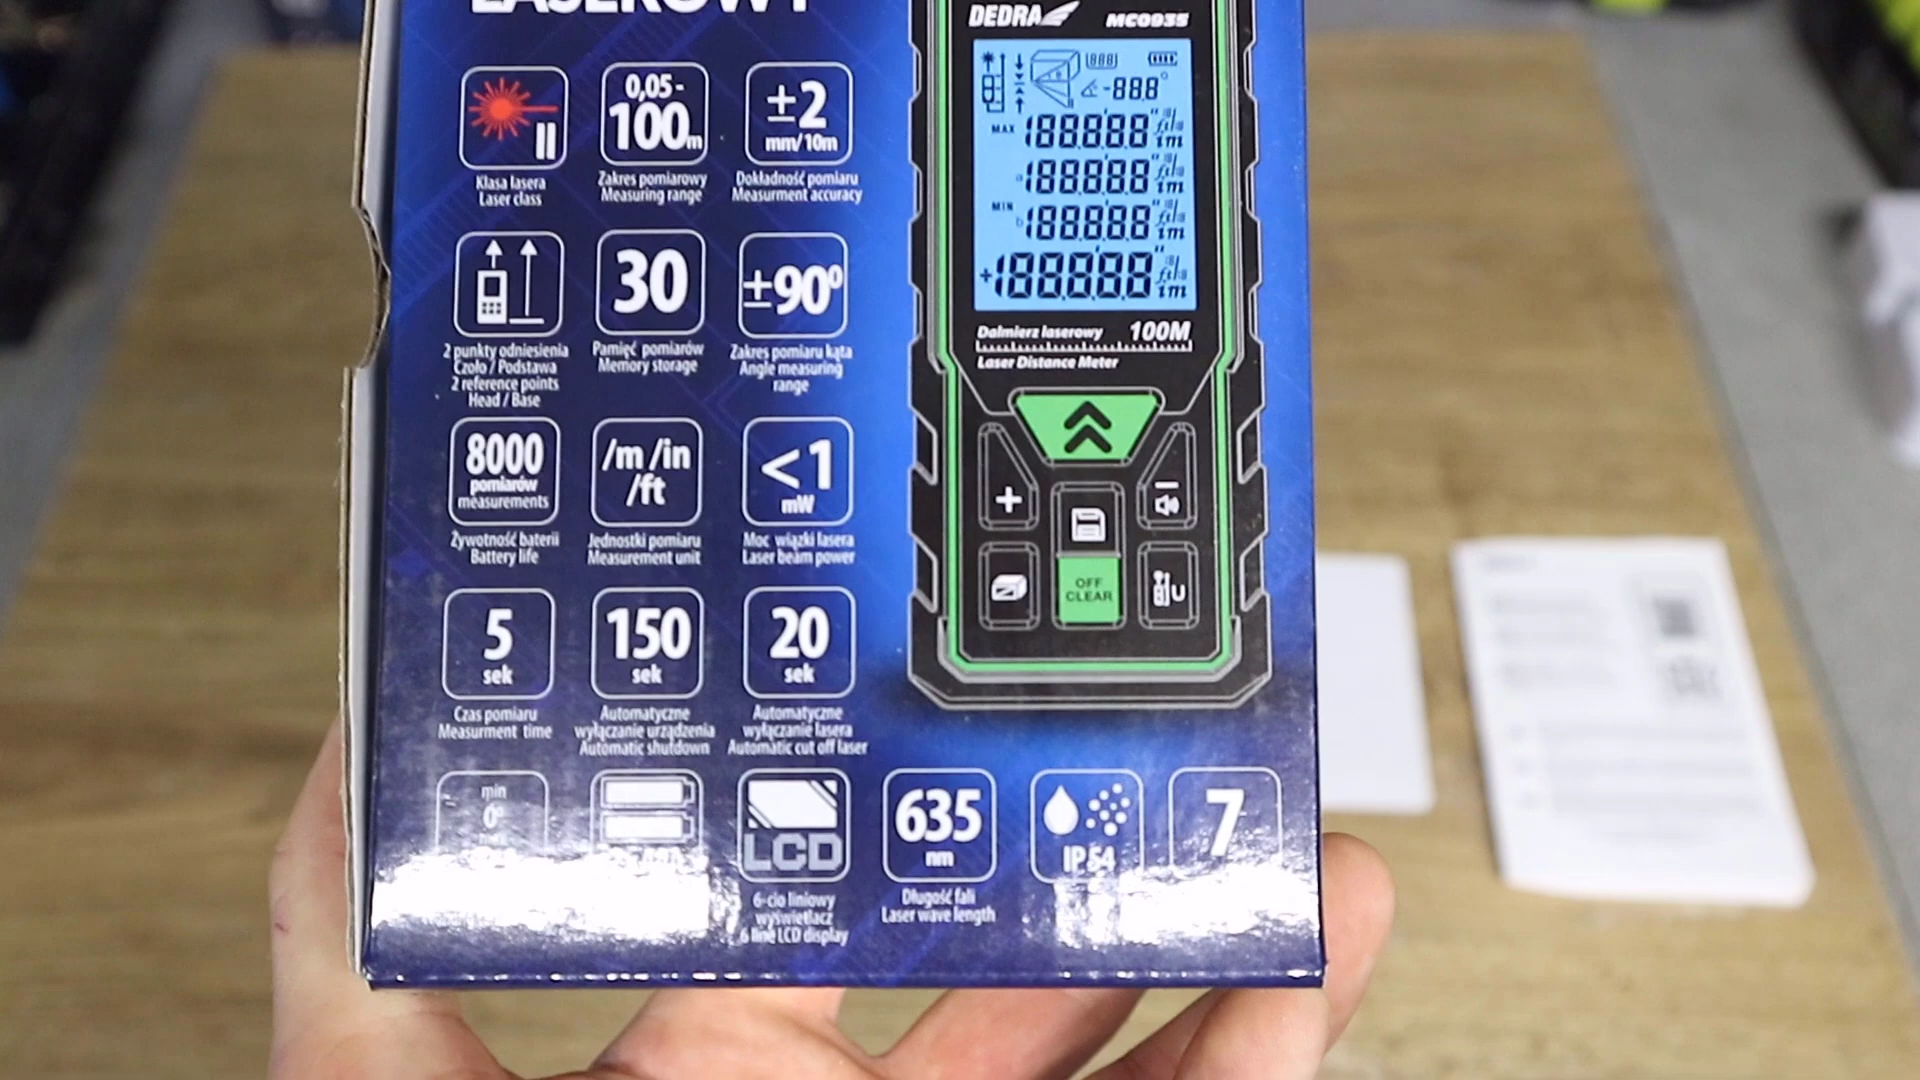 LASEROWY
II
Klasa lasera
Laser class
0,05-
100m
Zakres pomiarowy
Measuring range
±2
mm/10m
Dokładność pomiaru
Measurment accuracy
2 punkty odniesienia
Czoło / Podstawa
2 reference points
Head / Base
30
Pamięć pomiarów
Memory storage
±90⁰
Zakres pomiaru kąta
Angle measuring
range
8000
pomiarów
measurements
Żywotność baterii
Battery life
/m /in
/ft
Jednostki pomiaru
Measurement unit
<1
mW
Moc wiązki lasera
Laser beam power
5
sek
Czas pomiaru
Measurment time
150
sek
Automatyczne
wyłączanie urządzenia
Automatic shutdown
20
sek
Automatyczne
wyłączanie lasera
Automatic cut off laser
min
0°
LCD
6-cio liniowy
wyświetlacz
6 line LCD display
635
nm
Długość fali
Laser wave length
IP54
7
DEDRA MC0935
888
-88.8°
MAX 188888
188888
MIN
188888
+188888
Dalmierz laserowy 100M
Laser Distance Meter
+
−
OFF
CLEAR
U